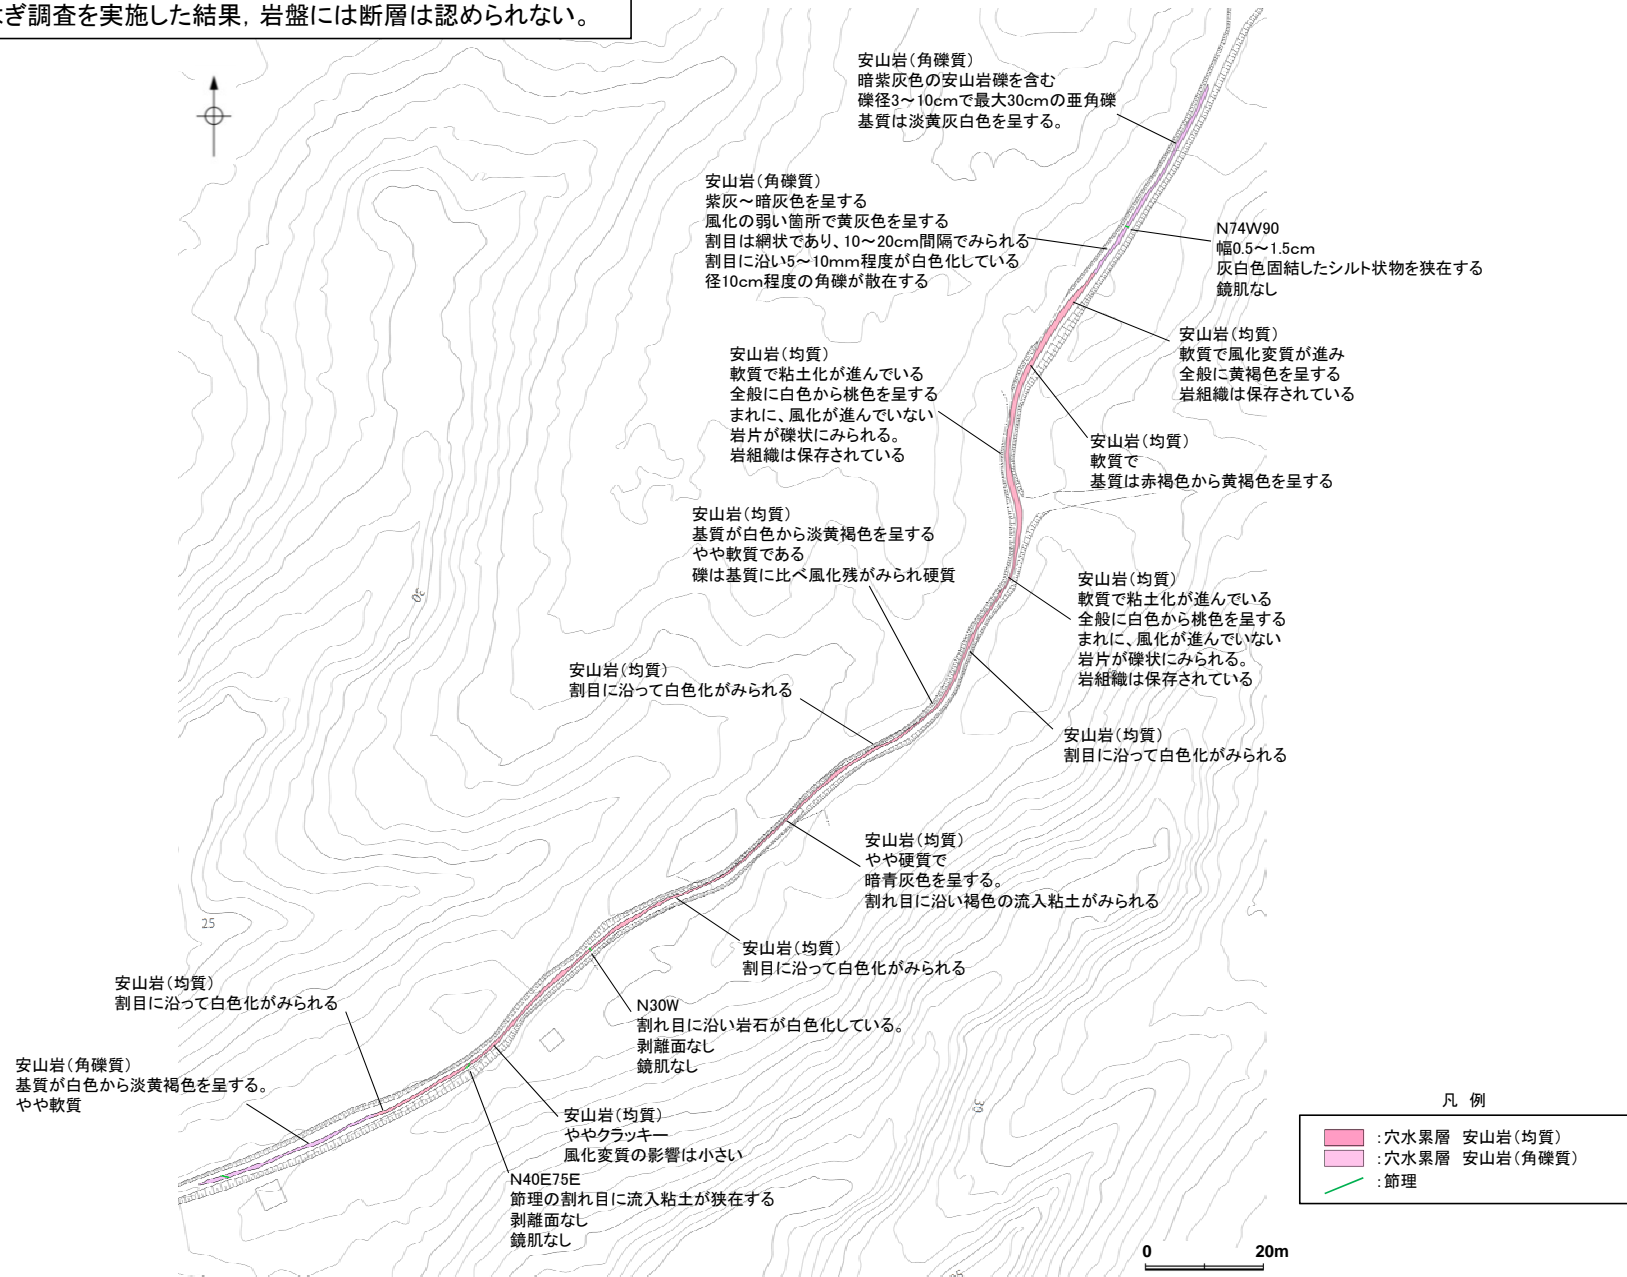 ぎ調査を実施した結果，岩盤には断層は認められない。
安山岩（角礫質）
暗紫灰色の安山岩礫を含む
礫径3～10cmで最大30cmの亜角礫
基質は淡黄灰白色を呈する。
安山岩（角礫質）
紫灰～暗灰色を呈する
風化の弱い箇所で黄灰色を呈する
割目は網状であり、10～20cm間隔でみられる
割目に沿い5～10mm程度が白色化している
径10cm程度の角礫が散在する
N74W90
幅0.5～1.5cm
灰白色固結したシルト状物を狭在する
鏡肌なし
安山岩（均質）
軟質で風化変質が進み
全般に黄褐色を呈する
岩組織は保存されている
安山岩（均質）
軟質で粘土化が進んでいる
全般に白色から桃色を呈する
まれに、風化が進んでいない
岩片が礫状にみられる。
岩組織は保存されている
安山岩（均質）
軟質で
基質は赤褐色から黄褐色を呈する
安山岩（均質）
基質が白色から淡黄褐色を呈する
やや軟質である
礫は基質に比べ風化残がみられ硬質
安山岩（均質）
軟質で粘土化が進んでいる
全般に白色から桃色を呈する
まれに、風化が進んでいない
岩片が礫状にみられる。
岩組織は保存されている
30
安山岩（均質）
割目に沿って白色化がみられる
安山岩（均質）
割目に沿って白色化がみられる
安山岩（均質）
やや硬質で
暗青灰色を呈する。
割れ目に沿い褐色の流入粘土がみられる
25
安山岩（均質）
割目に沿って白色化がみられる
安山岩（均質）
割目に沿って白色化がみられる
N30W
割れ目に沿い岩石が白色化している。
剥離面なし
鏡肌なし
安山岩（角礫質）
基質が白色から淡黄褐色を呈する。
やや軟質
安山岩（均質）
ややクラッキー
風化変質の影響は小さい
N40E75E
節理の割れ目に流入粘土が狭在する
剥離面なし
鏡肌なし
30
凡 例
：穴水累層 安山岩（均質）
：穴水累層 安山岩（角礫質）
：節理
0 20m